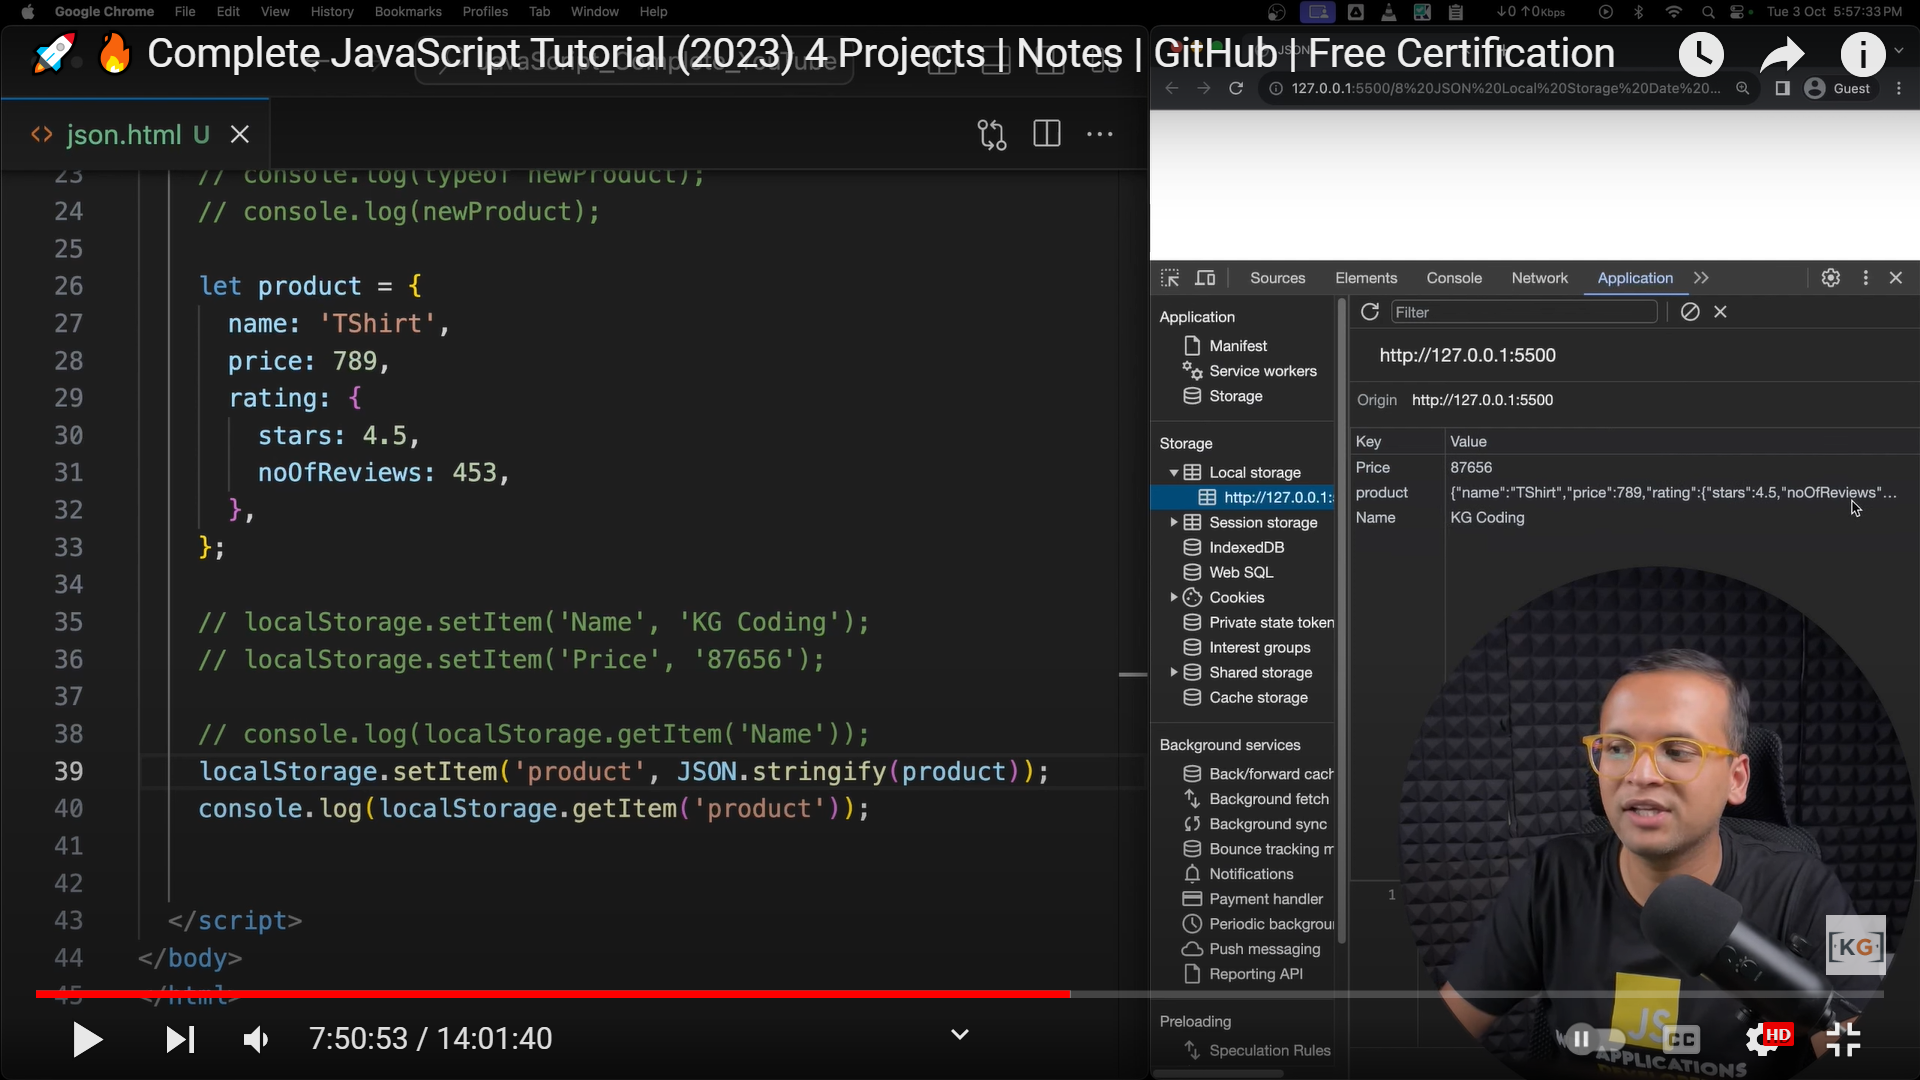 Google Chrome File Edit View History Bookmarks Profiles Tab Window Help
↓0 ↑0Kbps Tue 3 Oct 5:57:33 PM
🚀 🔥 Complete JavaScript Tutorial (2023) 4 Projects | Notes | GitHub | Free Certification
127.0.0.1:5500/8%20JSON%20Local%20Storage%20Date%20... Guest
<> json.html U
23 // console.log(typeof newProduct);
24 // console.log(newProduct);
25
26 let product = {
27 name: 'TShirt',
28 price: 789,
29 rating: {
30 stars: 4.5,
31 noOfReviews: 453,
32 },
33 };
34
35 // localStorage.setItem('Name', 'KG Coding');
36 // localStorage.setItem('Price', '87656');
37
38 // console.log(localStorage.getItem('Name'));
39 localStorage.setItem('product', JSON.stringify(product));
40 console.log(localStorage.getItem('product'));
41
42
43 </script>
44 </body>
45 </html>
Sources Elements Console Network Application
Application
Manifest
Service workers
Storage
Storage
Local storage
http://127.0.0.1:5
Session storage
IndexedDB
Web SQL
Cookies
Private state token
Interest groups
Shared storage
Cache storage
Background services
Back/forward cach
Background fetch
Background sync
Bounce tracking m
Notifications
Payment handler
Periodic backgrou
Push messaging
Reporting API
Preloading
Speculation Rules
Filter
http://127.0.0.1:5500
Origin http://127.0.0.1:5500
Key Value
Price 87656
product {"name":"TShirt","price":789,"rating":{"stars":4.5,"noOfReviews"...
Name KG Coding
1
KG
JS
APPLICATIONS
7:50:53 / 14:01:40
CC
HD